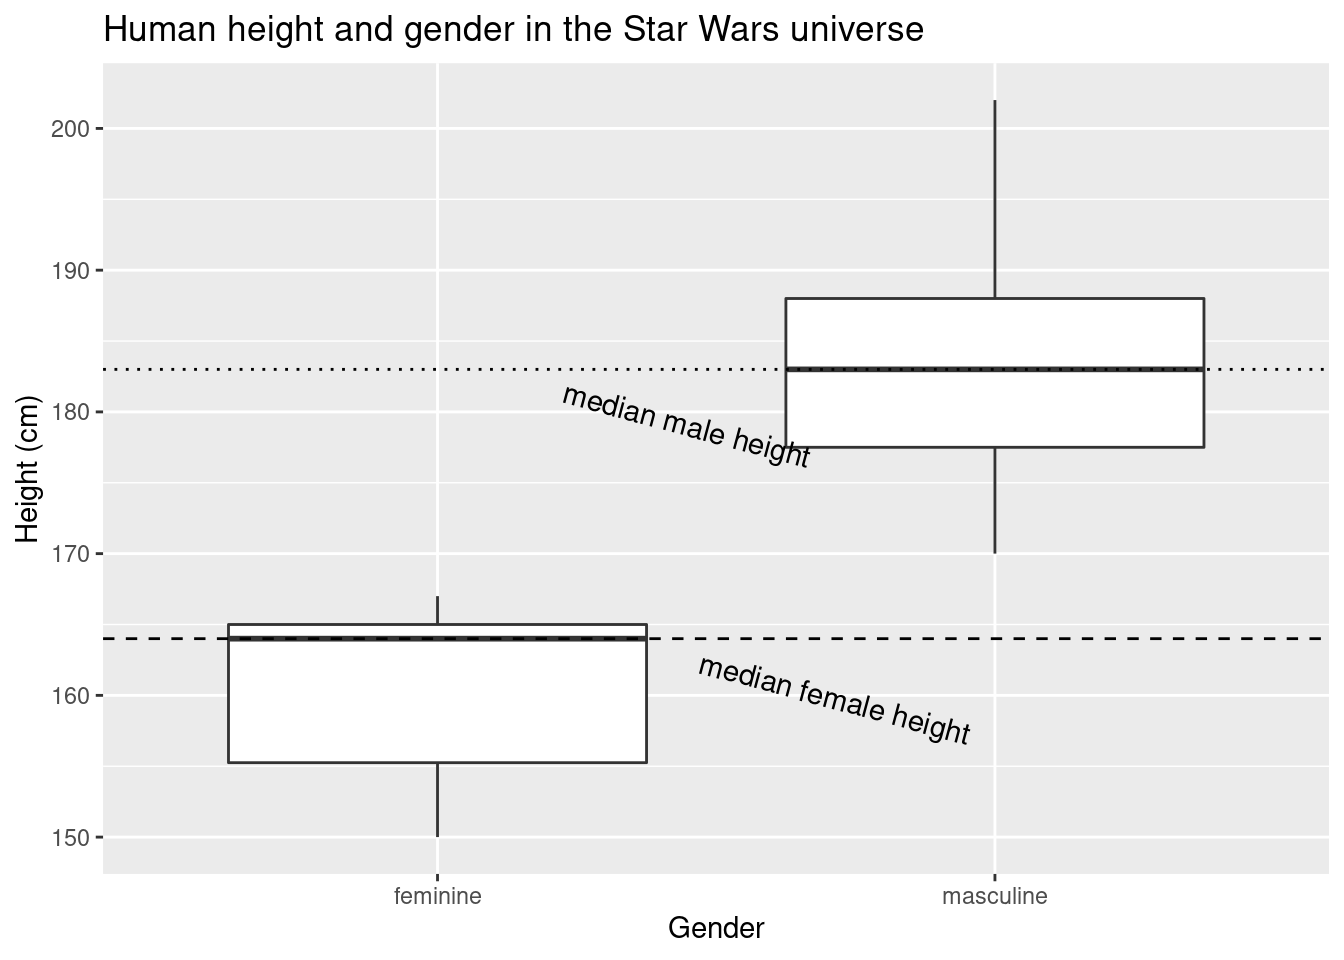 Human height and gender in the Star Wars universe
Height (cm)
200
190
180
170
160
150
median male height
median female height
feminine
masculine
Gender